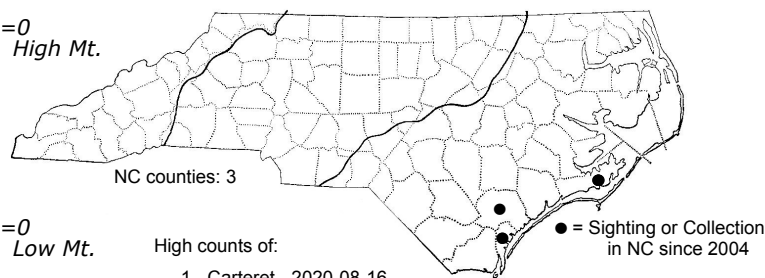 =0
High Mt.
NC counties: 3
=0
Low Mt.
High counts of:
● = Sighting or Collection
in NC since 2004
1 - Carteret - 2020-08-16